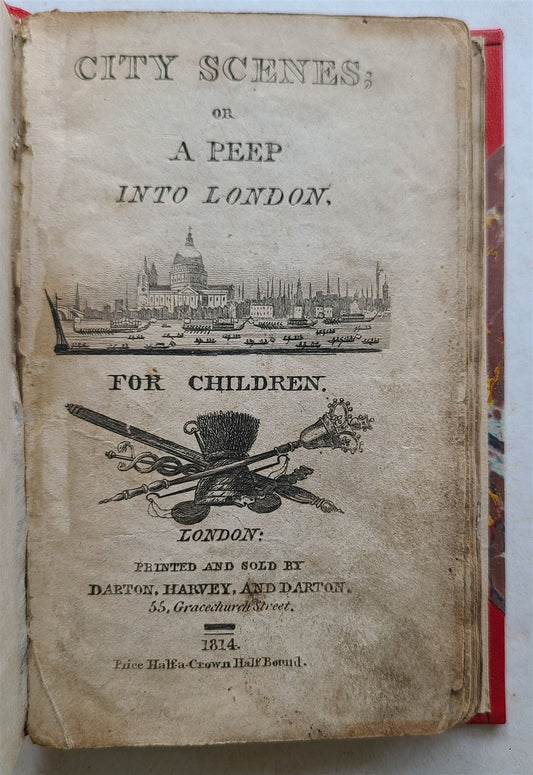 CITY SCENES;
OR
A PEEP
INTO LONDON,
FOR CHILDREN.
LONDON:
PRINTED AND SOLD BY
DARTON, HARVEY, AND DARTON,
55, Gracechurch Street.
1814.
Price Half-a-Crown Half Bound.